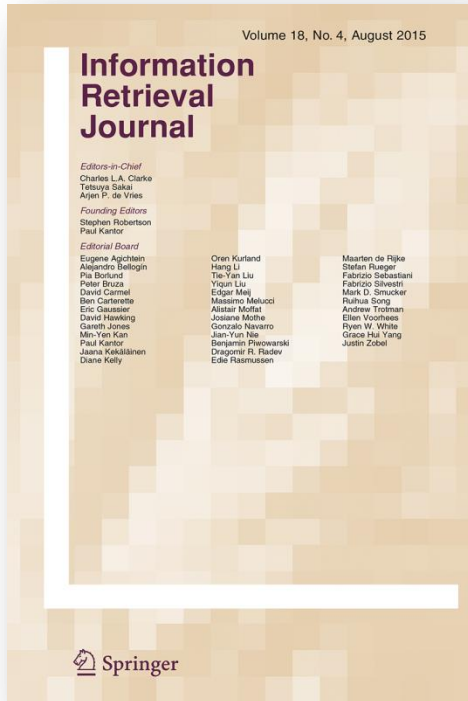 Volume 18, No. 4, August 2015
Information
Retrieval
Journal
Editors-in-Chief
Charles L.A. Clarke
Tetsuya Sakai
Arjen P. de Vries
Founding Editors
Stephen Robertson
Paul Kantor
Editorial Board
Eugene Agichtein
Alejandro Bellogín
Pia Borlund
Peter Bruza
David Carmel
Ben Carterette
Eric Gaussier
David Hawking
Gareth Jones
Min-Yen Kan
Paul Kantor
Jaana Kekäläinen
Diane Kelly
Oren Kurland
Hang Li
Tie-Yan Liu
Yiqun Liu
Edgar Meij
Massimo Melucci
Alistair Moffat
Josiane Mothe
Gonzalo Navarro
Jian-Yun Nie
Benjamin Piwowarski
Dragomir R. Radev
Edie Rasmussen
Maarten de Rijke
Stefan Rueger
Fabrizio Sebastiani
Fabrizio Silvestri
Mark D. Smucker
Ruihua Song
Andrew Trotman
Ellen Voorhees
Ryen W. White
Grace Hui Yang
Justin Zobel
Springer